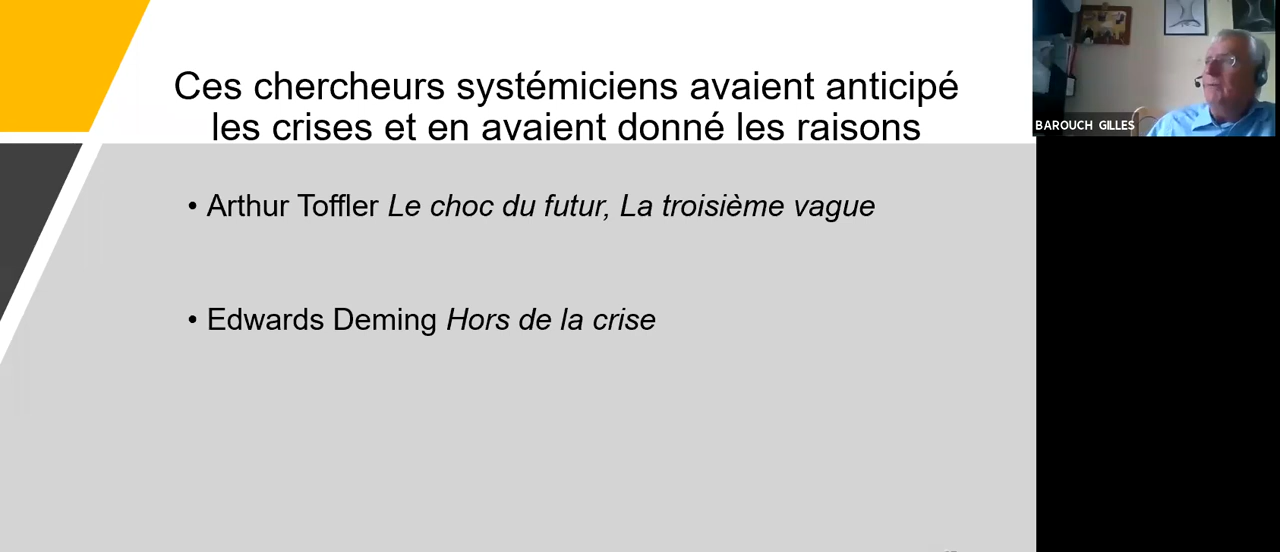 Ces chercheurs systémiciens avaient anticipé
les crises et en avaient donné les raisons
• Arthur Toffler Le choc du futur, La troisième vague
• Edwards Deming Hors de la crise
BAROUCH GILLES